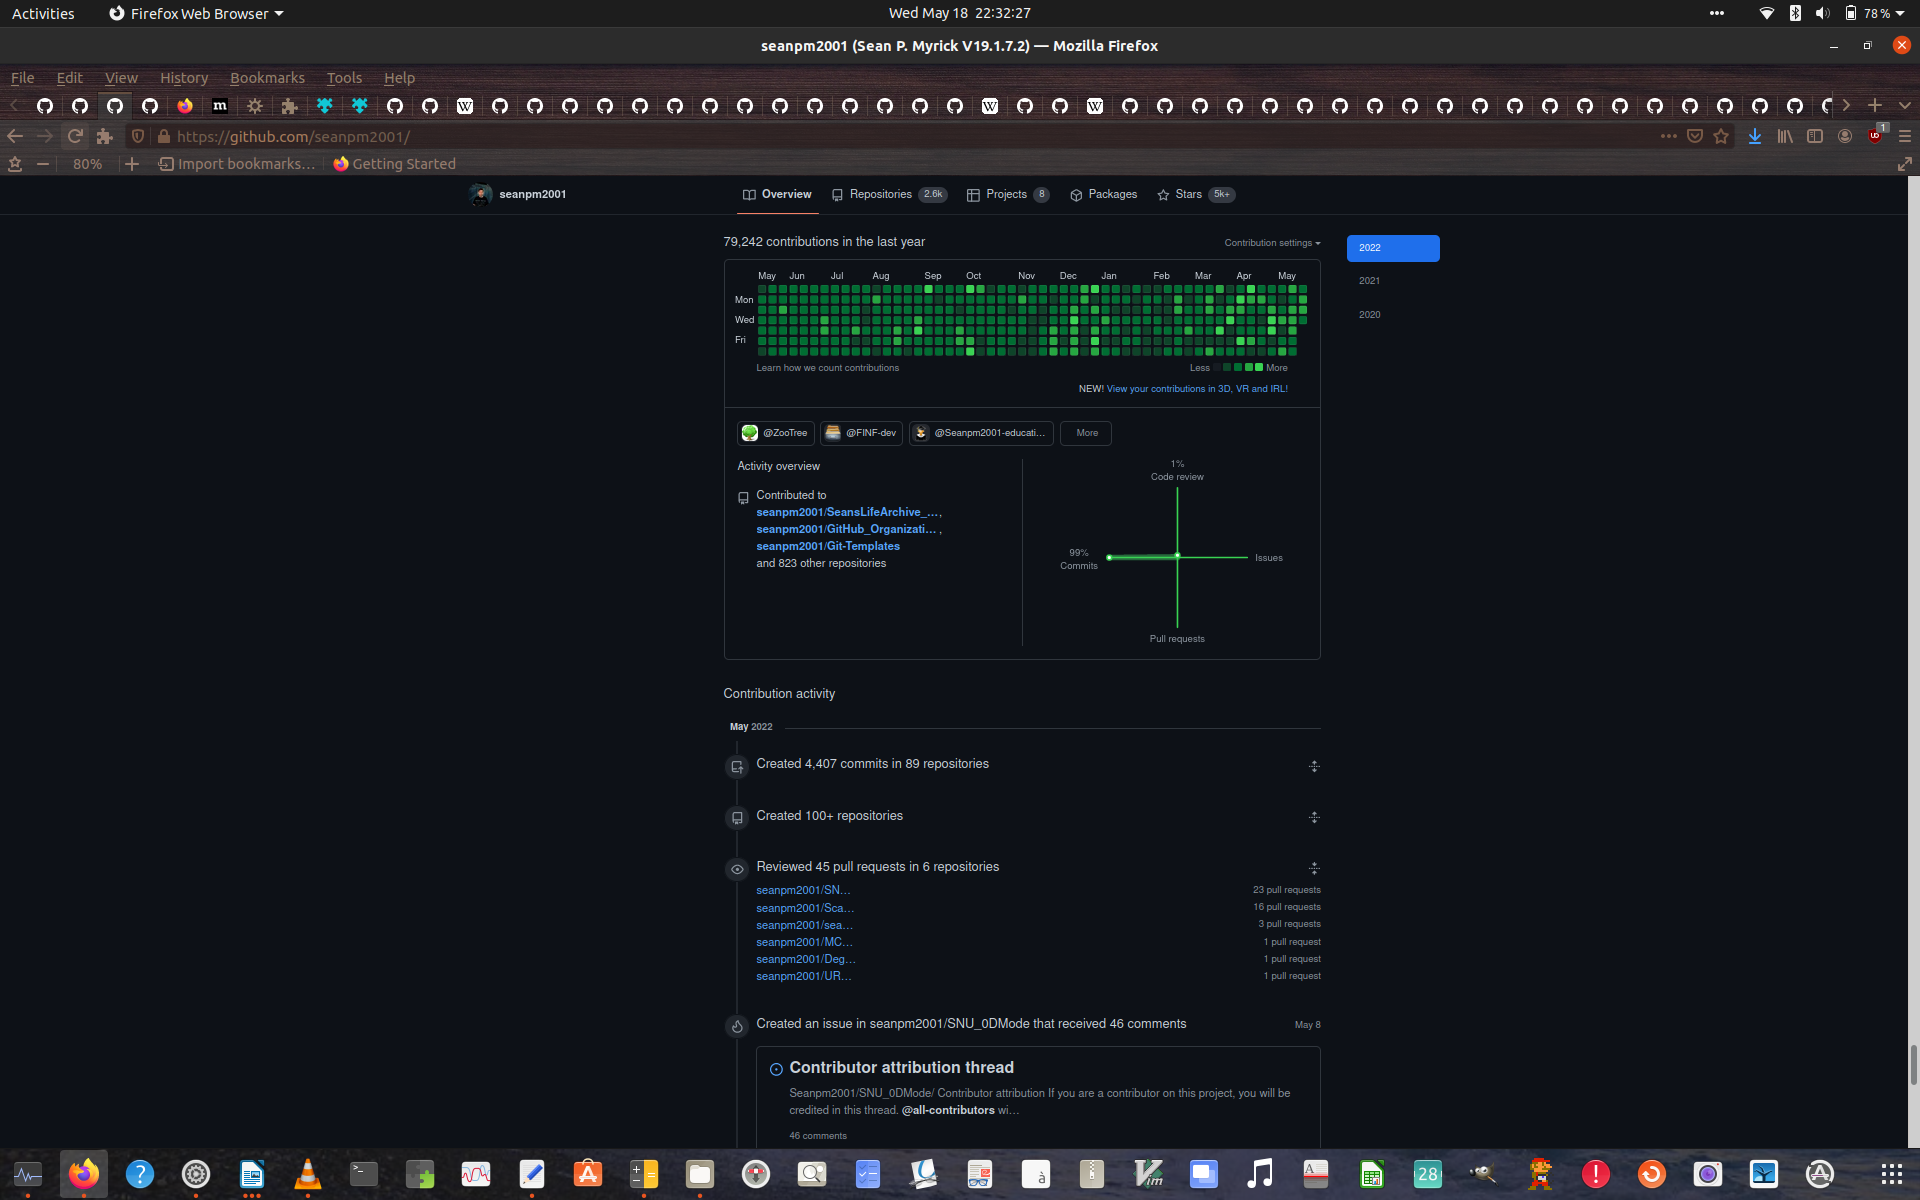 Activities
Firefox Web Browser
Wed May 18 22:32:27
78 %
seanpm2001 (Sean P. Myrick V19.1.7.2) — Mozilla Firefox
File Edit View History Bookmarks Tools Help
https://github.com/seanpm2001/
80%
Import bookmarks...
Getting Started
seanpm2001
Overview
Repositories 2.6k
Projects 8
Packages
Stars 5k+
79,242 contributions in the last year
Contribution settings
2022
2021
2020
May Jun Jul Aug Sep Oct Nov Dec Jan Feb Mar Apr May
Mon
Wed
Fri
Learn how we count contributions
Less More
NEW! View your contributions in 3D, VR and IRL!
@ZooTree
@FINF-dev
@Seanpm2001-educati...
More
Activity overview
Contributed to
seanpm2001/SeansLifeArchive_... ,
seanpm2001/GitHub_Organizati... ,
seanpm2001/Git-Templates
and 823 other repositories
1%
Code review
99%
Commits
Issues
Pull requests
Contribution activity
May 2022
Created 4,407 commits in 89 repositories
Created 100+ repositories
Reviewed 45 pull requests in 6 repositories
seanpm2001/SN... 23 pull requests
seanpm2001/Sca... 16 pull requests
seanpm2001/sea... 3 pull requests
seanpm2001/MC... 1 pull request
seanpm2001/Deg... 1 pull request
seanpm2001/UR... 1 pull request
Created an issue in seanpm2001/SNU_0DMode that received 46 comments May 8
Contributor attribution thread
Seanpm2001/SNU_0DMode/ Contributor attribution If you are a contributor on this project, you will be
credited in this thread. @all-contributors wi...
46 comments
28